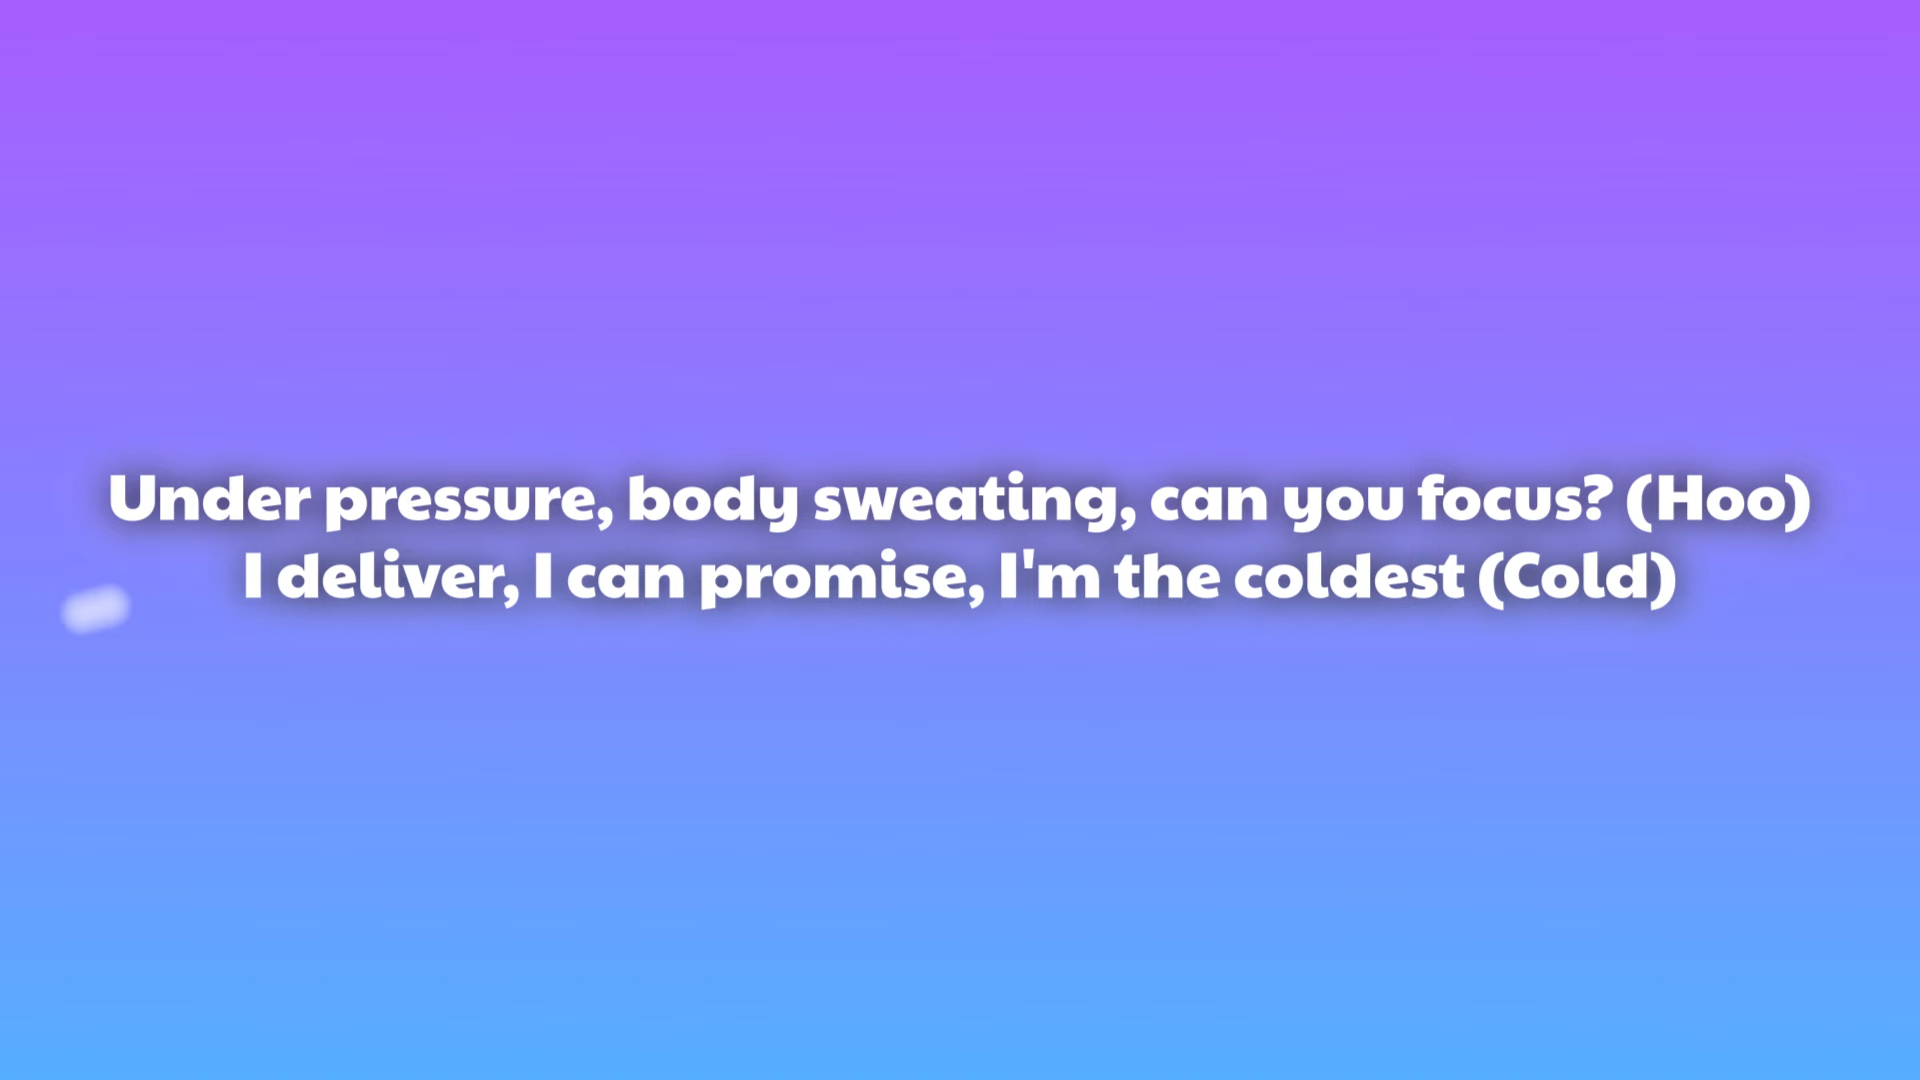 Under pressure, body sweating, can you focus? (Hoo)
I deliver, I can promise, I'm the coldest (Cold)